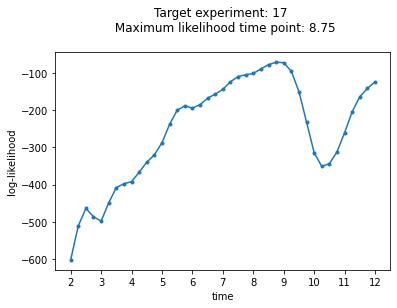 Target experiment: 17
Maximum likelihood time point: 8.75
log-likelihood
−100
−200
−300
−400
−500
−600
2 3 4 5 6 7 8 9 10 11 12
time